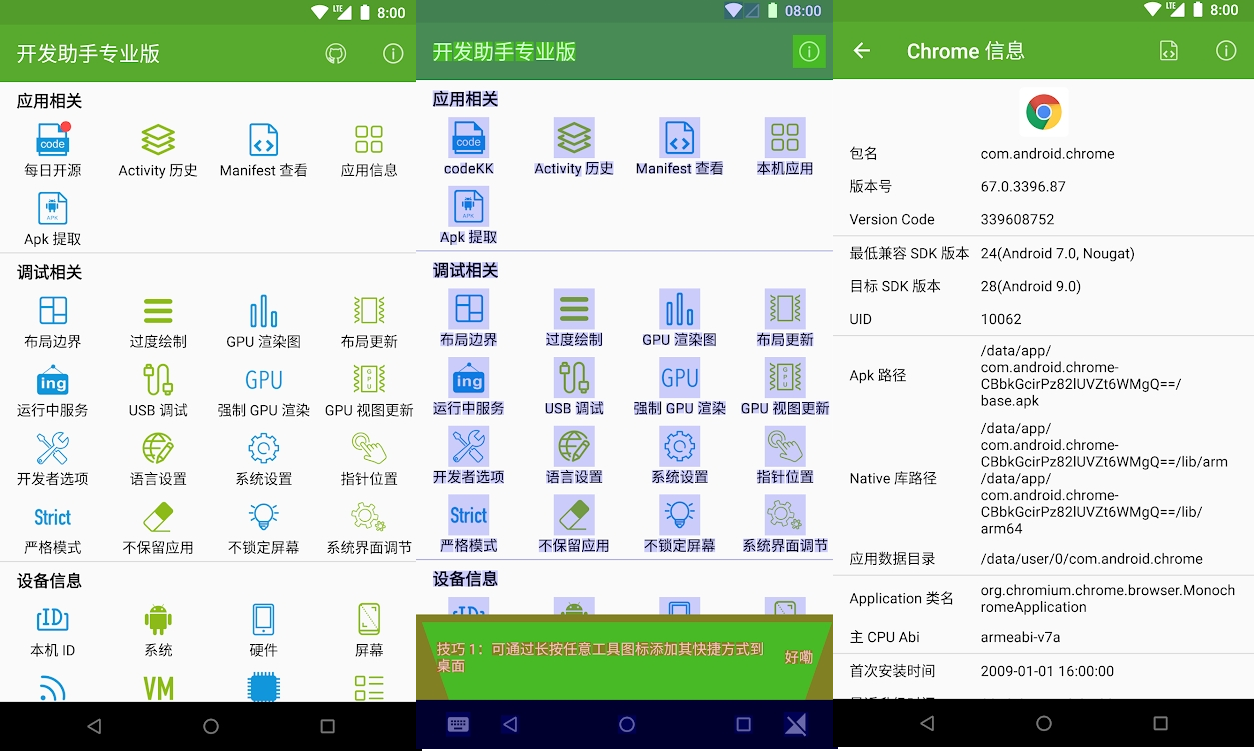 LTE 8:00
开发助手专业版
应用相关
code
每日开源 Activity 历史 Manifest 查看 应用信息
APK
Apk 提取
调试相关
布局边界 过度绘制 GPU 渲染图 布局更新
ing GPU GPU
运行中服务 USB 调试 强制 GPU 渲染 GPU 视图更新
开发者选项 语言设置 系统设置 指针位置
Strict
严格模式 不保留应用 不锁定屏幕 系统界面调节
设备信息
ID
本机 ID 系统 硬件 屏幕
VM
08:00
开发助手专业版
应用相关
code
codeKK Activity 历史 Manifest 查看 本机应用
APK
Apk 提取
调试相关
布局边界 过度绘制 GPU 渲染图 布局更新
ing GPU GPU
运行中服务 USB 调试 强制 GPU 渲染 GPU 视图更新
开发者选项 语言设置 系统设置 指针位置
Strict
严格模式 不保留应用 不锁定屏幕 系统界面调节
设备信息
技巧 1：可通过长按任意工具图标添加其快捷方式到
桌面
好嘞
LTE 8:00
Chrome 信息
包名 com.android.chrome
版本号 67.0.3396.87
Version Code 339608752
最低兼容 SDK 版本 24(Android 7.0, Nougat)
目标 SDK 版本 28(Android 9.0)
UID 10062
Apk 路径
/data/app/
com.android.chrome-
CBbkGcirPz82lUVZt6WMgQ==/
base.apk
Native 库路径
/data/app/
com.android.chrome-
CBbkGcirPz82lUVZt6WMgQ==/lib/arm
/data/app/
com.android.chrome-
CBbkGcirPz82lUVZt6WMgQ==/lib/
arm64
应用数据目录 /data/user/0/com.android.chrome
Application 类名
org.chromium.chrome.browser.Monoch
romeApplication
主 CPU Abi armeabi-v7a
首次安装时间 2009-01-01 16:00:00